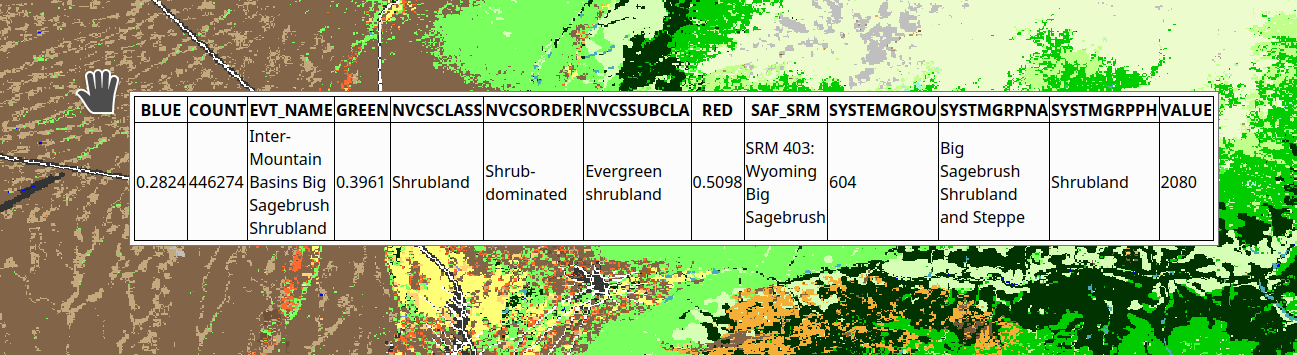 BLUE COUNT EVT_NAME GREEN NVCSCLASS NVCSORDER NVCSSUBCLA RED SAF_SRM SYSTEMGROU SYSTMGRPNA SYSTMGRPPH VALUE
0.2824 446274 Inter-
Mountain
Basins Big
Sagebrush
Shrubland 0.3961 Shrubland Shrub-
dominated Evergreen
shrubland 0.5098 SRM 403:
Wyoming
Big
Sagebrush 604 Big
Sagebrush
Shrubland
and Steppe Shrubland 2080